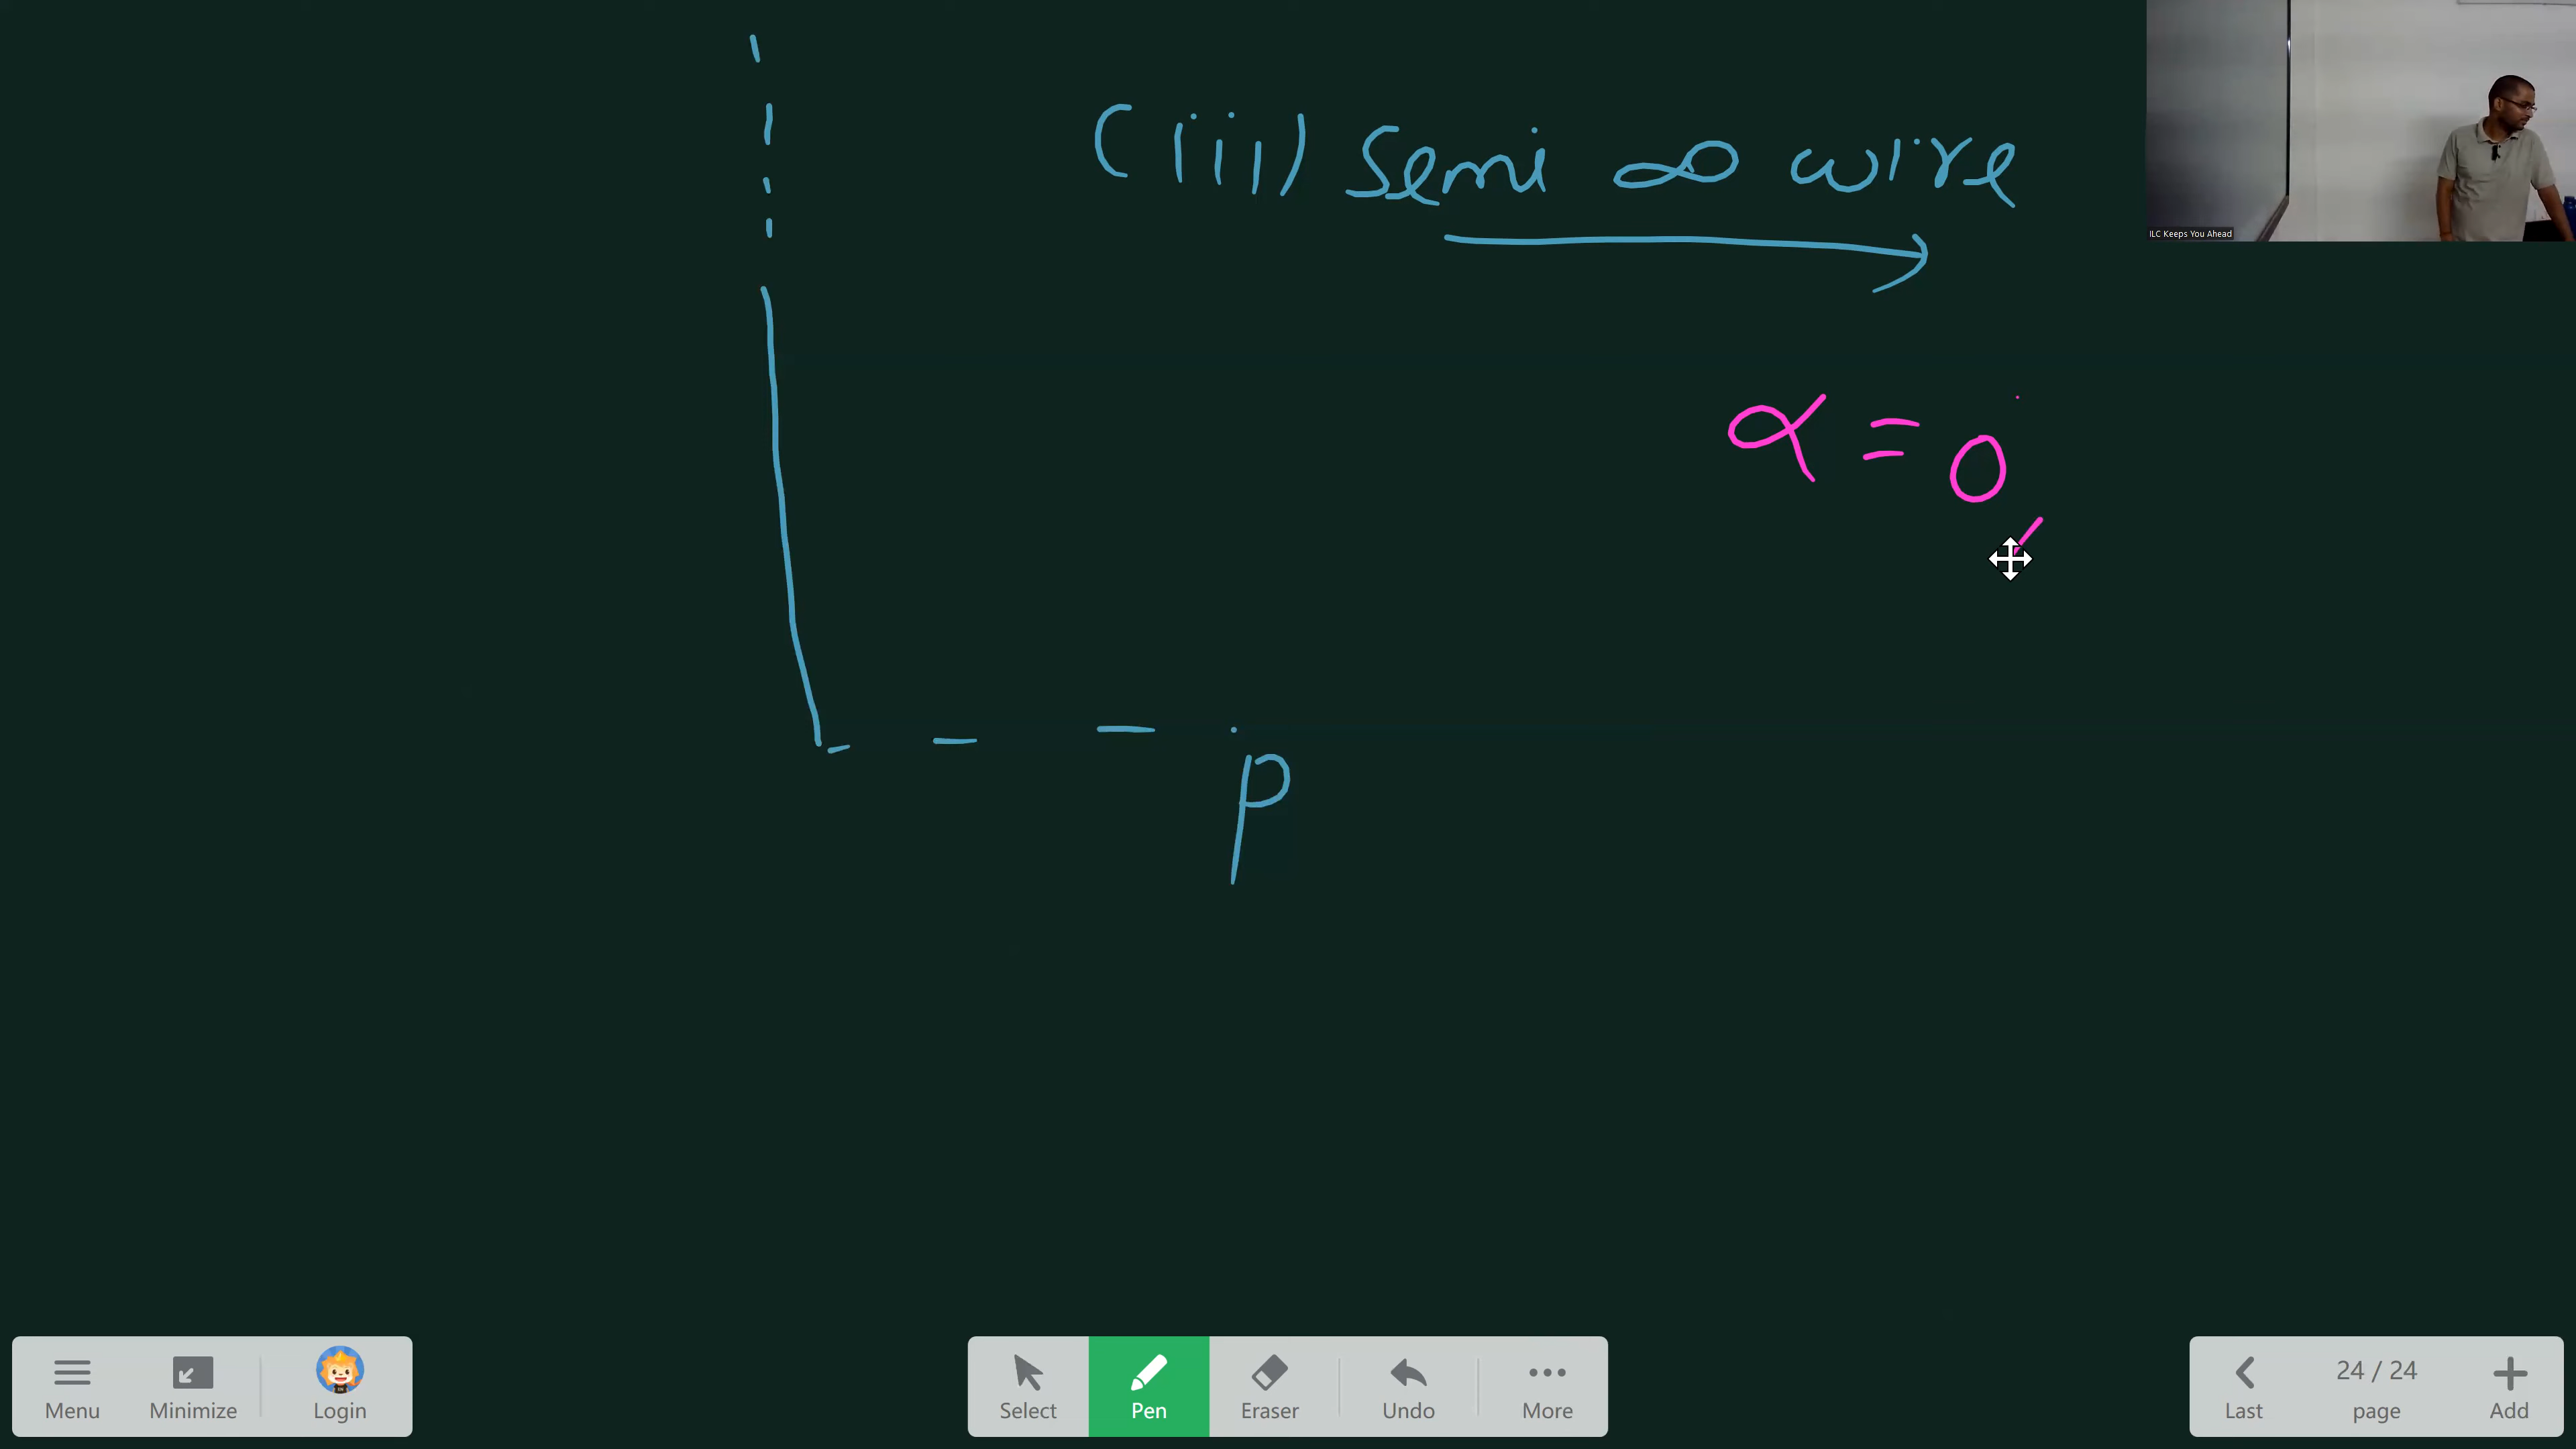 (iii) Semi ∞ wire
ILC Keeps You Ahead
α = 0
P
Menu
Minimize
Login
Select
Pen
Eraser
Undo
More
Last
24 / 24
page
Add